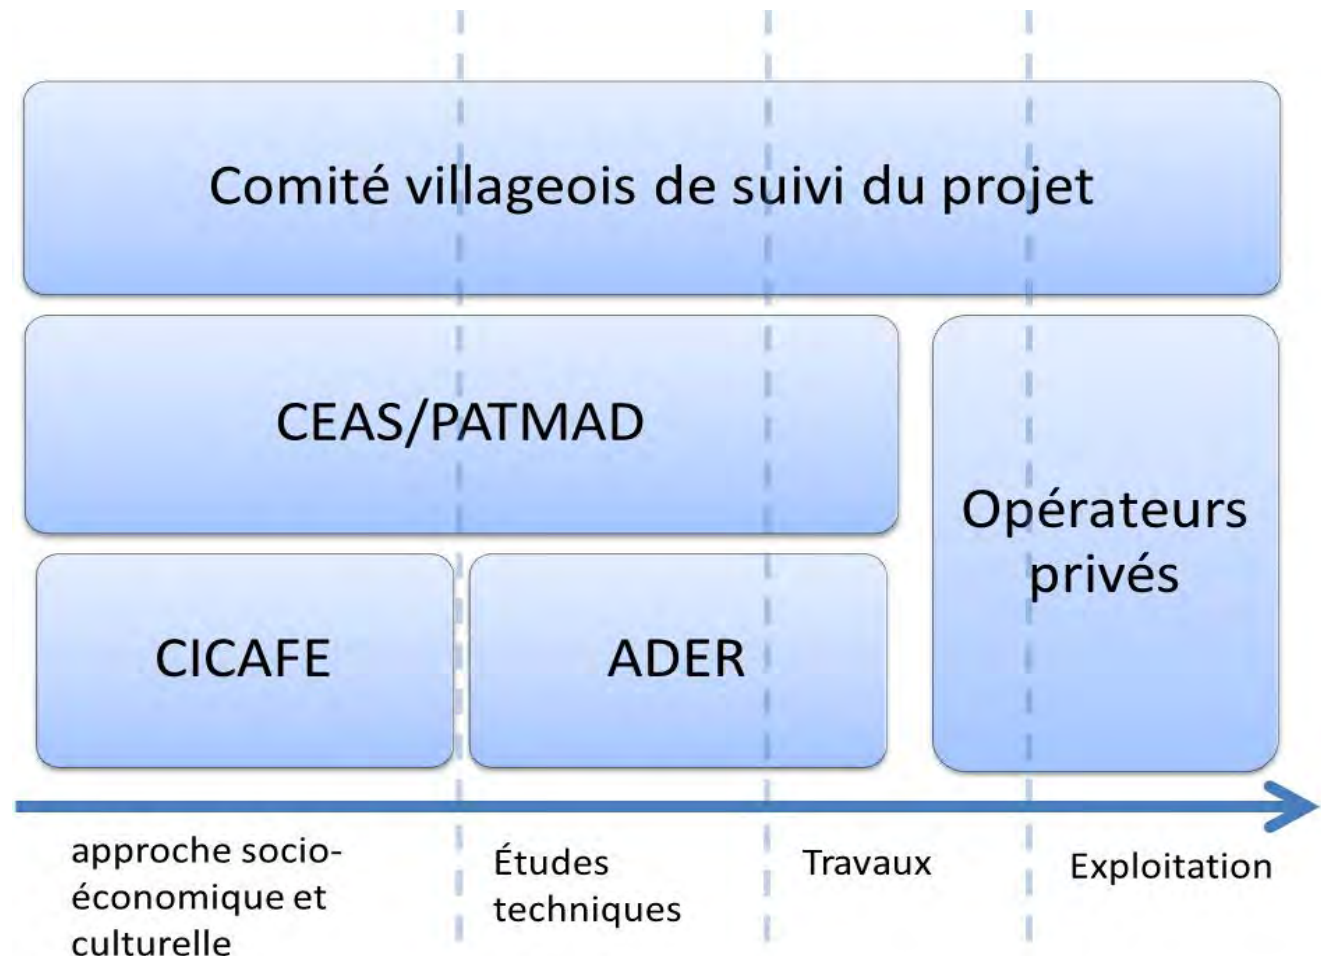 Comité villageois de suivi du projet
CEAS/PATMAD
Opérateurs
privés
CICAFE
ADER
approche socio-
économique et
culturelle
Études
techniques
Travaux
Exploitation